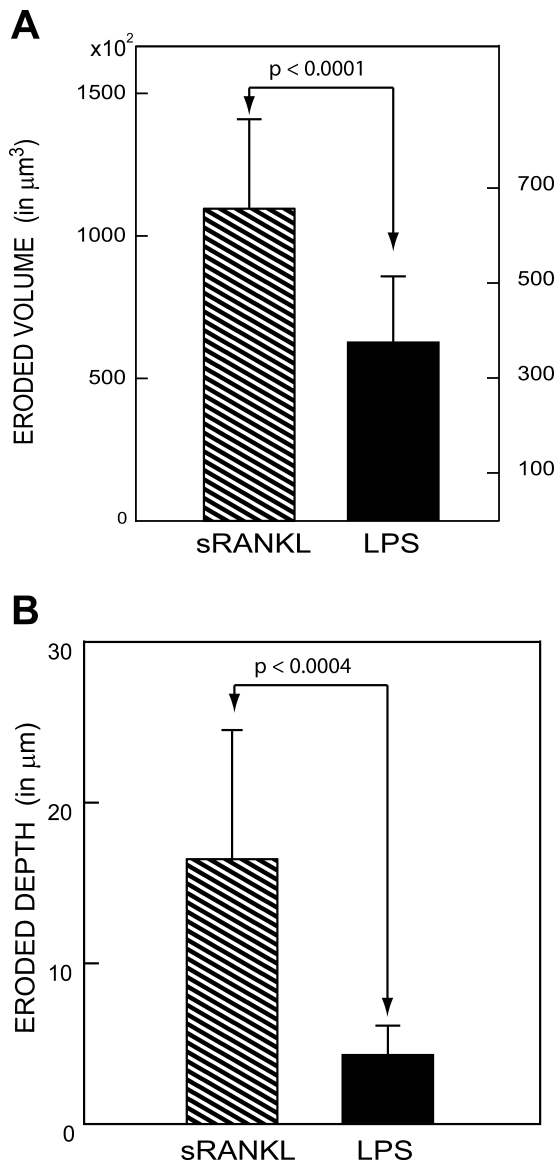 A
x10²
p < 0.0001
1500
1000
500
0
ERODED VOLUME (in μm³)
700
500
300
100
sRANKL LPS
B
30
p < 0.0004
20
10
0
ERODED DEPTH (in μm)
sRANKL LPS